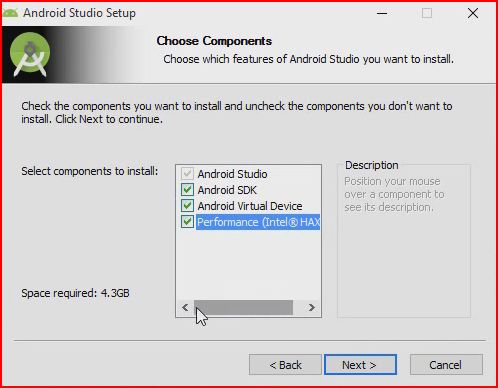 Android Studio Setup
Choose Components
Choose which features of Android Studio you want to install.
Check the components you want to install and uncheck the components you don't want to
install. Click Next to continue.
Select components to install:
Android Studio
Android SDK
Android Virtual Device
Performance (Intel® HAX
Description
Position your mouse
over a component to
see its description.
Space required: 4.3GB
< Back
Next >
Cancel